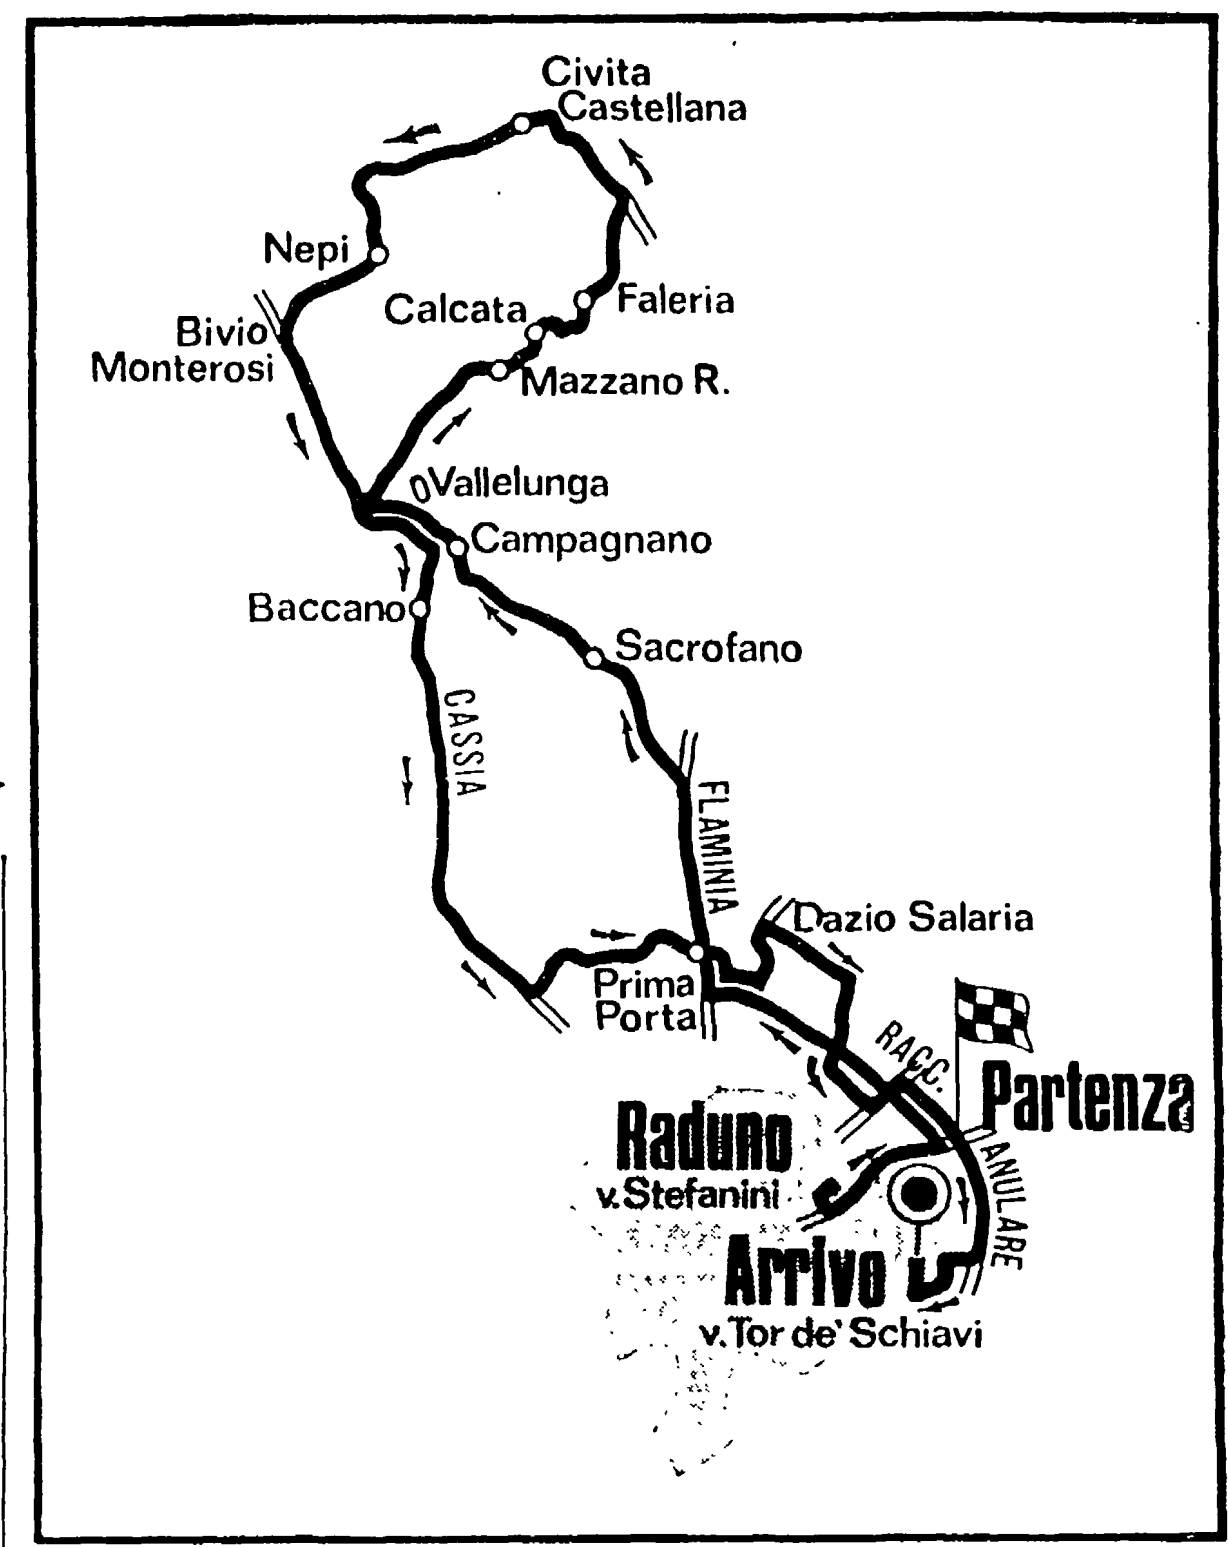 Civita
Castellana
Nepi
Calcata
Faleria
Bivio
Monterosi
Mazzano R.
Vallelunga
Campagnano
Baccano
Sacrofano
CASSIA
FLAMINIA
Dazio Salaria
Prima
Porta
RACC.
ANULARE
Partenza
Raduno
v. Stefanini
Arrivo
v. Tor de' Schiavi